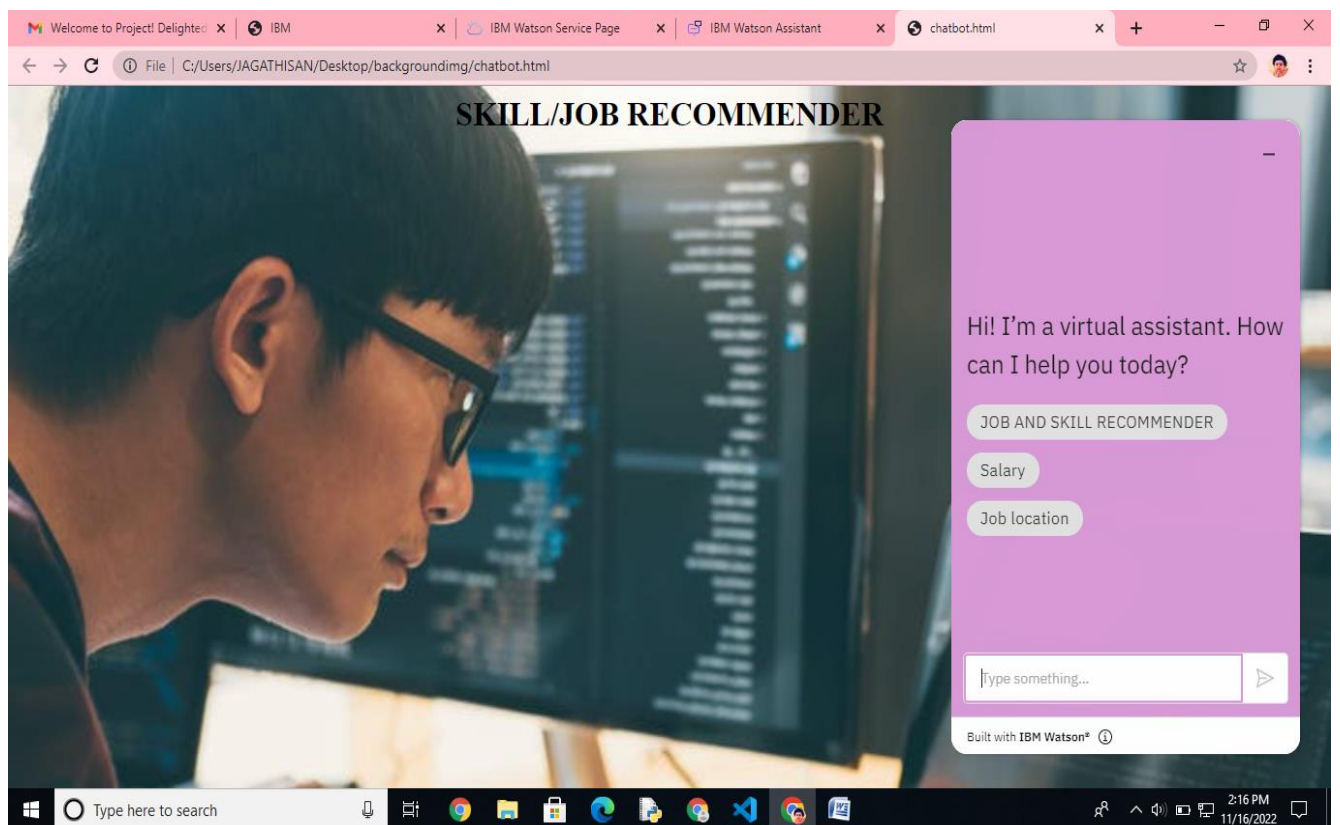 Welcome to Project! Delighted
IBM
IBM Watson Service Page
IBM Watson Assistant
chatbot.html
File | C:/Users/JAGATHISAN/Desktop/backgroundimg/chatbot.html
SKILL/JOB RECOMMENDER
Hi! I’m a virtual assistant. How
can I help you today?
JOB AND SKILL RECOMMENDER
Salary
Job location
Type something...
Built with IBM Watson®
Type here to search
2:16 PM
11/16/2022